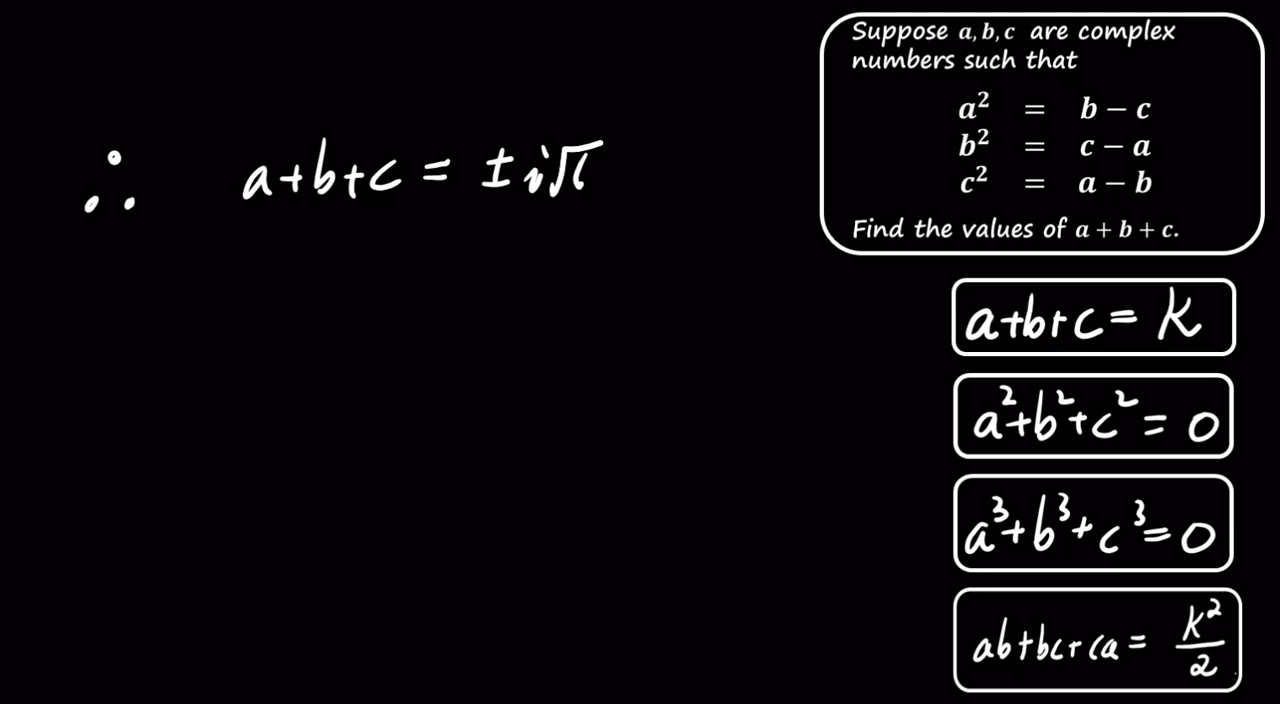 ∴ a+b+c = ± i√
Suppose a, b, c are complex
numbers such that
a² = b − c
b² = c − a
c² = a − b
Find the values of a + b + c.
a+b+c = k
a²+b²+c² = 0
a³+b³+c³ = 0
ab+bc+ca = k²/2